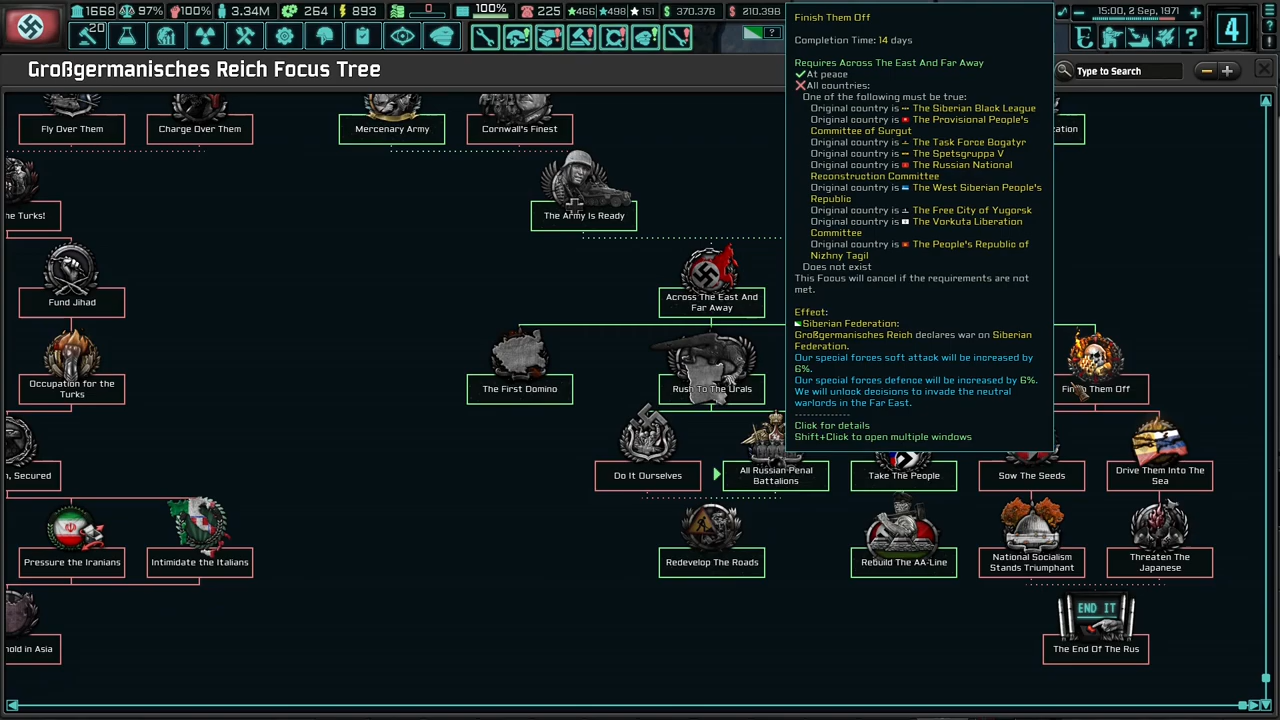 1668
97%
100%
3.34M
264
893
0
100%
225
466
498
151
370.37B
210.39B
15:00, 2 Sep, 1971
4
20
?
?
Großgermanisches Reich Focus Tree
Type to Search
Finish Them Off
Completion Time: 14 days
Requires Across The East And Far Away
At peace
All countries:
One of the following must be true:
Original country is The Siberian Black League
Original country is The Provisional People's
Committee of Surgut
Original country is The Task Force Bogatyr
Original country is The Spetsgruppa V
Original country is The Russian National
Reconstruction Committee
Original country is The West Siberian People's
Republic
Original country is The Free City of Yugorsk
Original country is The Vorkuta Liberation
Committee
Original country is The People's Republic of
Nizhny Tagil
Does not exist
This Focus will cancel if the requirements are not
met.
Effect:
Siberian Federation:
Großgermanisches Reich declares war on Siberian
Federation.
Our special forces soft attack will be increased by
6%.
Our special forces defence will be increased by 6%.
We will unlock decisions to invade the neutral
warlords in the Far East.
--------------
Click for details
Shift+Click to open multiple windows
Fly Over Them
Charge Over Them
Mercenary Army
Cornwall's Finest
ization
he Turks!
The Army Is Ready
Fund Jihad
Across The East And
Far Away
Occupation for the
Turks
The First Domino
Rush To The Urals
Finish Them Off
, Secured
Do It Ourselves
All Russian Penal
Battalions
Take The People
Sow The Seeds
Drive Them Into The
Sea
Pressure the Iranians
Intimidate the Italians
Redevelop The Roads
Rebuild The AA-Line
National Socialism
Stands Triumphant
Threaten The
Japanese
END IT
hold in Asia
The End Of The Rus